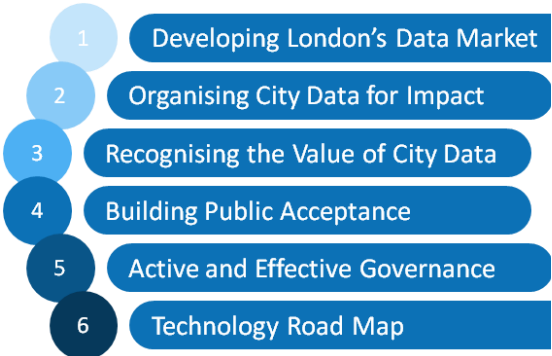 1 Developing London’s Data Market
2 Organising City Data for Impact
3 Recognising the Value of City Data
4 Building Public Acceptance
5 Active and Effective Governance
6 Technology Road Map